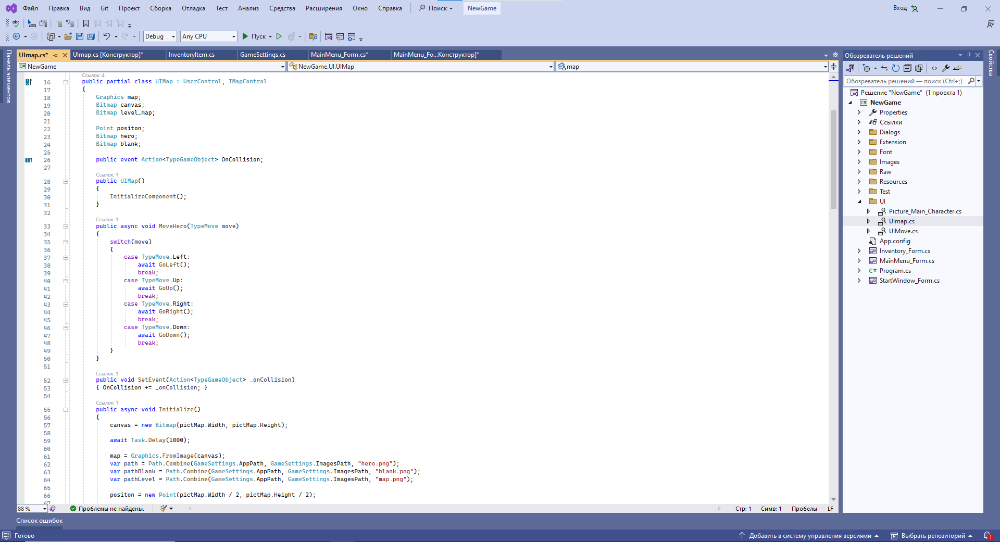 Файл Правка Вид Git Проект Сборка Отладка Тест Анализ Средства Расширения Окно Справка Поиск NewGame Вход
abc
Debug Any CPU Пуск
Панель элементов
UImap.cs* UImap.cs [Конструктор]* InventoryItem.cs GameSettings.cs MainMenu_Form.cs* MainMenu_Fo...Конструктор]*
C# NewGame NewGame.UI.UIMap map
Ссылок: 4
16 public partial class UIMap : UserControl, IMapControl
17 {
18 Graphics map;
19 Bitmap canvas;
20 Bitmap level_map;
21
22 Point positon;
23 Bitmap hero;
24 Bitmap blank;
25
26 public event Action<TypeGameObject> OnCollision;
27
Ссылок: 1
28 public UIMap()
29 {
30 InitializeComponent();
31 }
32
Ссылок: 1
33 public async void MoveHero(TypeMove move)
34 {
35 switch(move)
36 {
37 case TypeMove.Left:
38 await GoLeft();
39 break;
40 case TypeMove.Up:
41 await GoUp();
42 break;
43 case TypeMove.Right:
44 await GoRight();
45 break;
46 case TypeMove.Down:
47 await GoDown();
48 break;
49 }
50 }
51
Ссылок: 1
52 public void SetEvent(Action<TypeGameObject> _onCollision)
53 { OnCollision += _onCollision; }
54
Ссылок: 1
55 public async void Initialize()
56 {
57 canvas = new Bitmap(pictMap.Width, pictMap.Height);
58
59 await Task.Delay(1000);
60
61 map = Graphics.FromImage(canvas);
62 var path = Path.Combine(GameSettings.AppPath, GameSettings.ImagesPath, "hero.png");
63 var pathBlank = Path.Combine(GameSettings.AppPath, GameSettings.ImagesPath, "blank.png");
64 var pathLevel = Path.Combine(GameSettings.AppPath, GameSettings.ImagesPath, "map.png");
65
66 positon = new Point(pictMap.Width / 2, pictMap.Height / 2);
67
88 % Проблемы не найдены. Стр: 1 Симв: 1 Пробелы LF
Обозреватель решений
Обозреватель решений — поиск (Ctrl+;)
Решение "NewGame" (1 проекта 1)
C# NewGame
Properties
Ссылки
Dialogs
Extension
Font
Images
Raw
Resources
Test
UI
Picture_Main_Character.cs
UImap.cs
UIMove.cs
App.config
Inventory_Form.cs
MainMenu_Form.cs
C# Program.cs
StartWindow_Form.cs
Свойства
Список ошибок
Готово Добавить в систему управления версиями Выбрать репозиторий 1